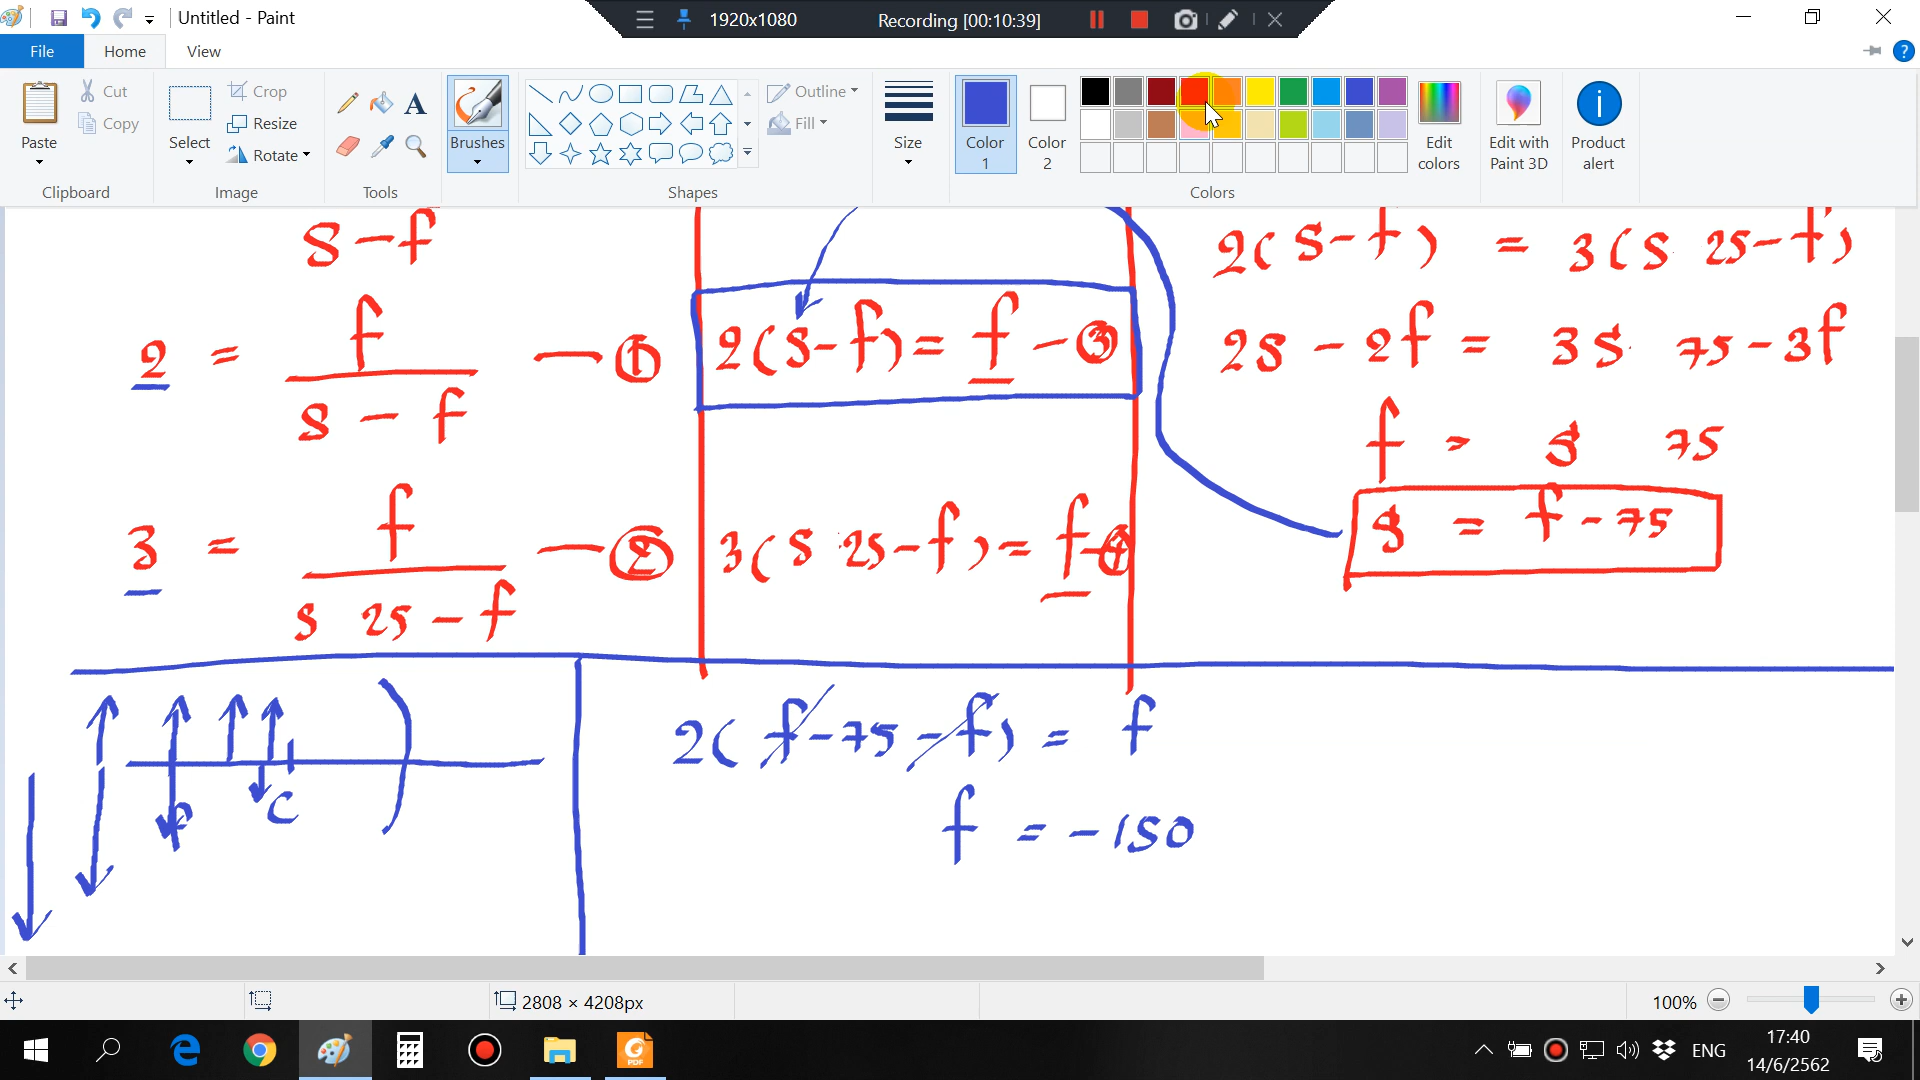 Untitled - Paint
1920x1080
Recording [00:10:39]
File
Home
View
Paste
Cut
Copy
Clipboard
Select
Crop
Resize
Rotate
Image
A
Tools
Brushes
Shapes
Outline
Fill
Size
Color
1
Color
2
Colors
Edit
colors
Edit with
Paint 3D
Product
alert
s - f
2 = f / s - f — ①
3 = f / s 25 - f — ②
2(s-f) = f - ③
3(s 25-f) = f - ④
2(s-f) = 3(s 25-f)
2s - 2f = 3s 75 - 3f
f = s 75
s = f - 75
F
C
2(f-75-f) = f
f = -150
2808 × 4208px
100%
PDF
ENG
17:40
14/6/2562